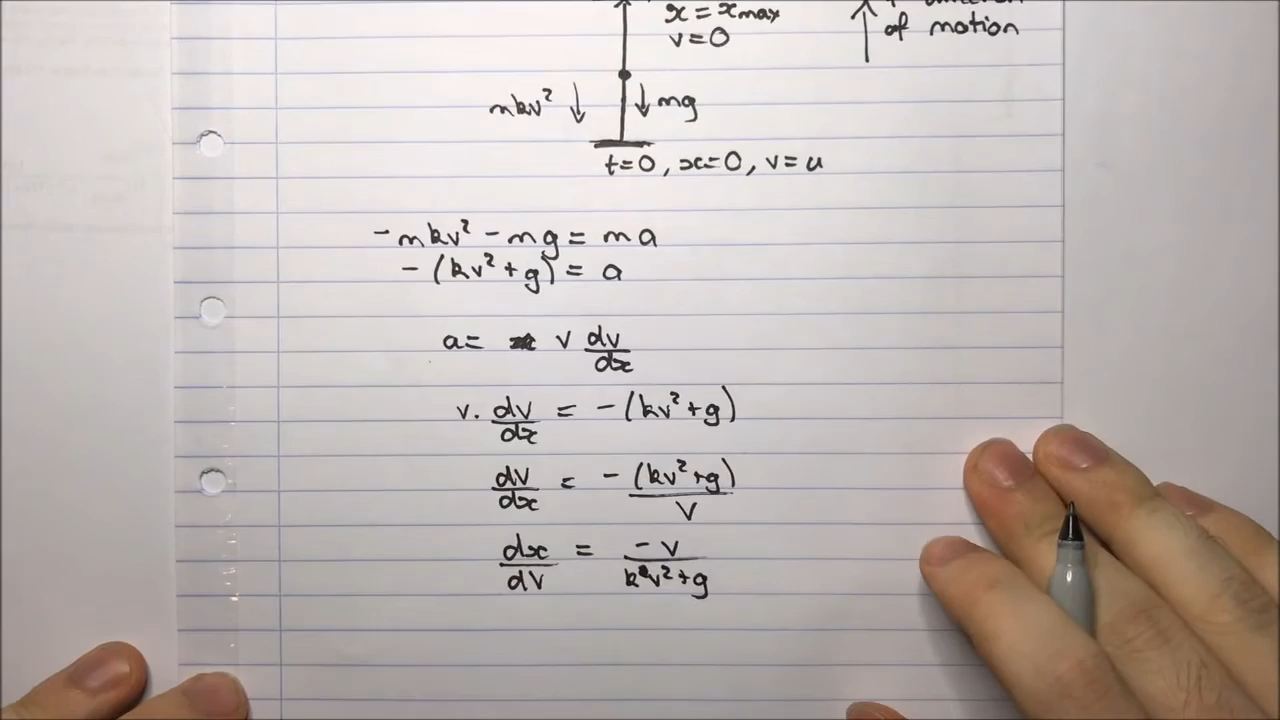 x = xmax
v = 0
of motion
mkv² ↓ ↓ mg
t=0, x=0, v=u
-mkv² - mg = ma
-(kv² + g) = a
a = v dv/dx
v. dv/dx = -(kv² + g)
dv/dx = -(kv² + g)/v
dx/dv = -v/kv² + g